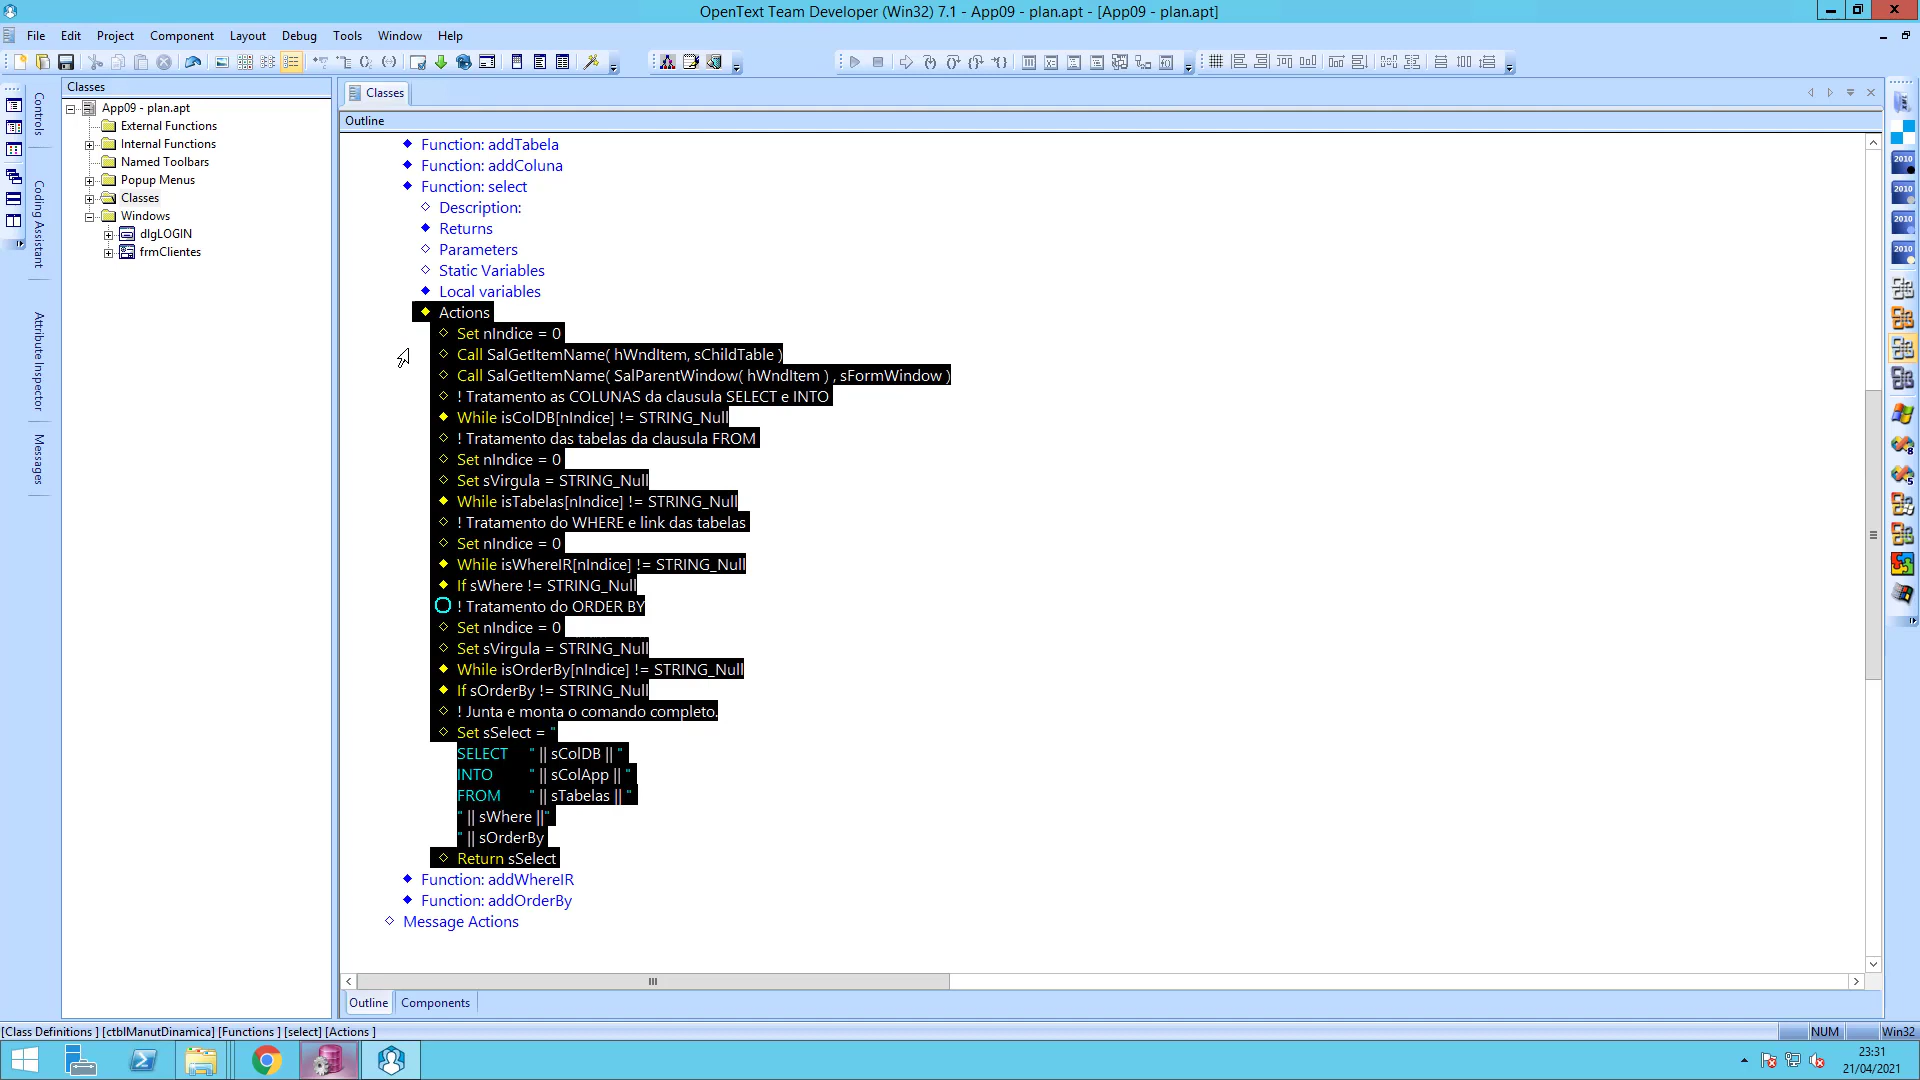 OpenText Team Developer (Win32) 7.1 - App09 - plan.apt - [App09 - plan.apt]
File Edit Project Component Layout Debug Tools Window Help
Classes
Classes
Outline
Controls
Coding Assistant
Attribute Inspector
Messages
App09 - plan.apt
External Functions
Internal Functions
Named Toolbars
Popup Menus
Classes
Windows
dlgLOGIN
frmClientes
Function: addTabela
Function: addColuna
Function: select
Description:
Returns
Parameters
Static Variables
Local variables
Actions
Set nIndice = 0
Call SalGetItemName( hWndItem, sChildTable )
Call SalGetItemName( SalParentWindow( hWndItem ) , sFormWindow )
! Tratamento as COLUNAS da clausula SELECT e INTO
While isColDB[nIndice] != STRING_Null
! Tratamento das tabelas da clausula FROM
Set nIndice = 0
Set sVirgula = STRING_Null
While isTabelas[nIndice] != STRING_Null
! Tratamento do WHERE e link das tabelas
Set nIndice = 0
While isWhereIR[nIndice] != STRING_Null
If sWhere != STRING_Null
! Tratamento do ORDER BY
Set nIndice = 0
Set sVirgula = STRING_Null
While isOrderBy[nIndice] != STRING_Null
If sOrderBy != STRING_Null
! Junta e monta o comando completo.
Set sSelect = "
SELECT " || sColDB || "
INTO " || sColApp || "
FROM " || sTabelas || "
" || sWhere ||"
" || sOrderBy
Return sSelect
Function: addWhereIR
Function: addOrderBy
Message Actions
2010
2010
2010
2010
8
5
Outline Components
[Class Definitions ] [ctblManutDinamica] [Functions ] [select] [Actions ]
NUM
Win32
23:31
21/04/2021